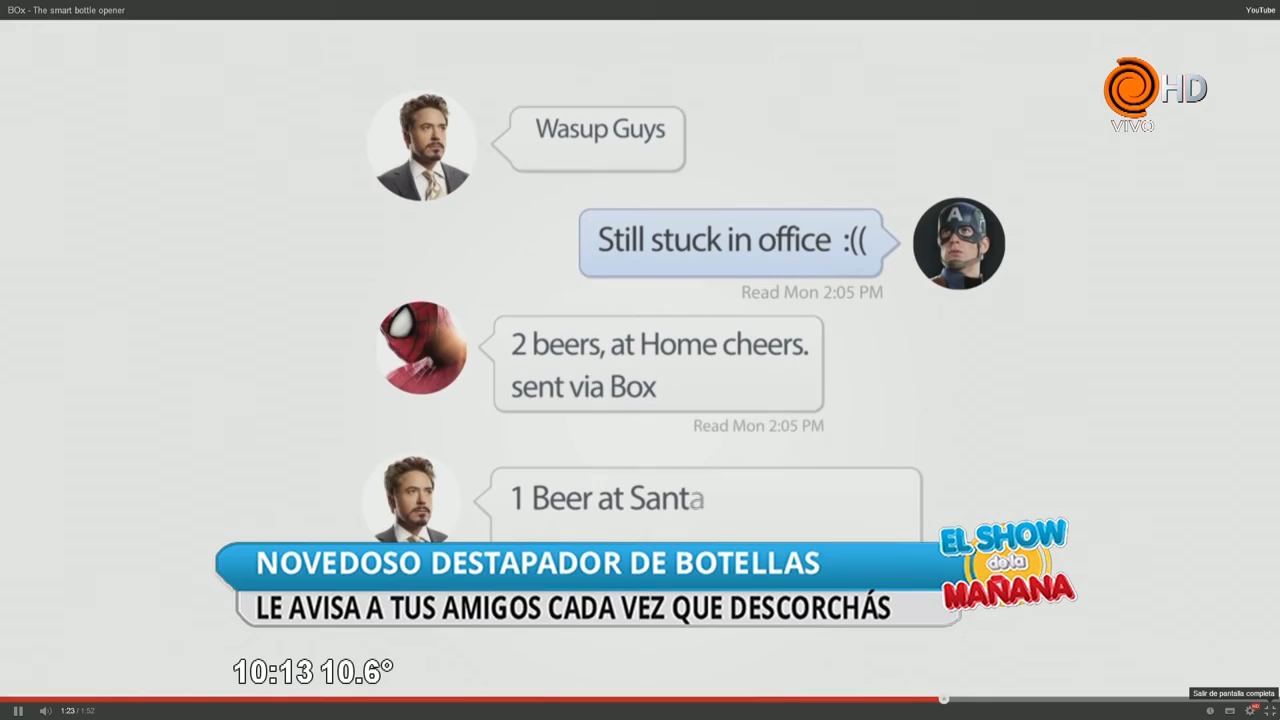 BOx - The smart bottle opener
YouTube
HD
VIVO
Wasup Guys
Still stuck in office :((
Read Mon 2:05 PM
2 beers, at Home cheers.
sent via Box
Read Mon 2:05 PM
1 Beer at Santa
NOVEDOSO DESTAPADOR DE BOTELLAS
LE AVISA A TUS AMIGOS CADA VEZ QUE DESCORCHÁS
EL SHOW
de la
MAÑANA
10:13 10.6°
Salir de pantalla completa
1:23 / 1:52
HD